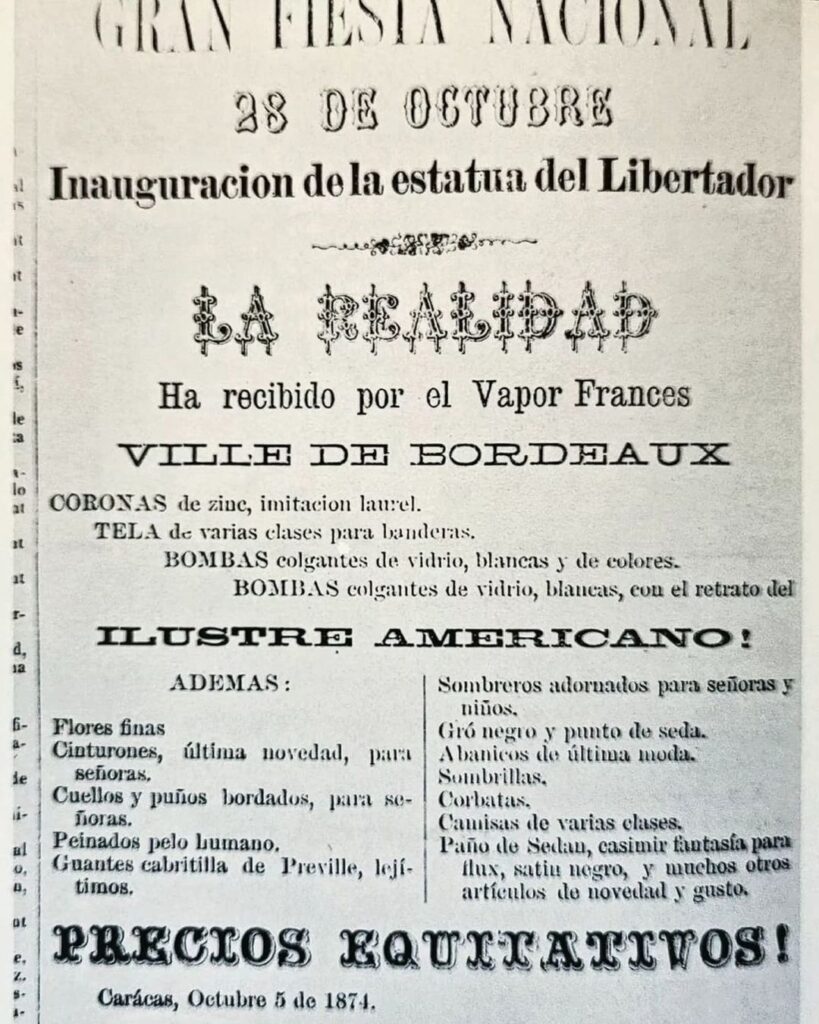 GRAN FIESTA NACIONAL
28 DE OCTUBRE
Inauguracion de la estatua del Libertador
LA REALIDAD
Ha recibido por el Vapor Frances
VILLE DE BORDEAUX
CORONAS de zinc, imitacion laurel.
TELA de varias clases para banderas.
BOMBAS colgantes de vidrio, blancas y de colores.
BOMBAS colgantes de vidrio, blancas, con el retrato del
ILUSTRE AMERICANO!
ADEMAS:
Flores finas
Cinturones, última novedad, para
señoras.
Cuellos y puños bordados, para se-
ñoras.
Peinados pelo humano.
Guantes cabritilla de Preville, lejí-
timos.
Sombreros adornados para señoras y
niños.
Gró negro y punto de seda.
Abanicos de última moda.
Sombrillas.
Corbatas.
Camisas de varias clases.
Paño de Sedan, casimir fantasía para
flux, satin negro, y muchos otros
artículos de novedad y gusto.
PRECIOS EQUITATIVOS!
Carácas, Octubre 5 de 1874.